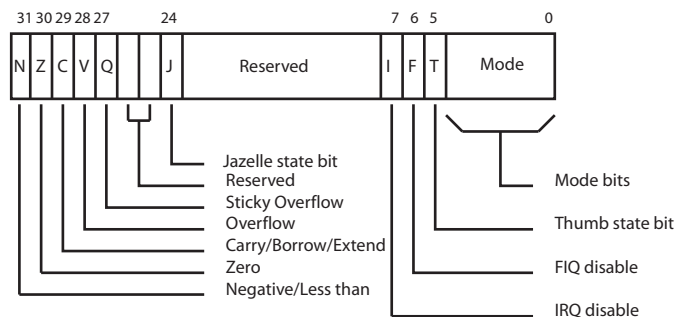 31 30 29 28 27 24 7 6 5 0
N Z C V Q J Reserved I F T Mode
Jazelle state bit
Reserved Mode bits
Sticky Overflow
Overflow Thumb state bit
Carry/Borrow/Extend
Zero FIQ disable
Negative/Less than
IRQ disable